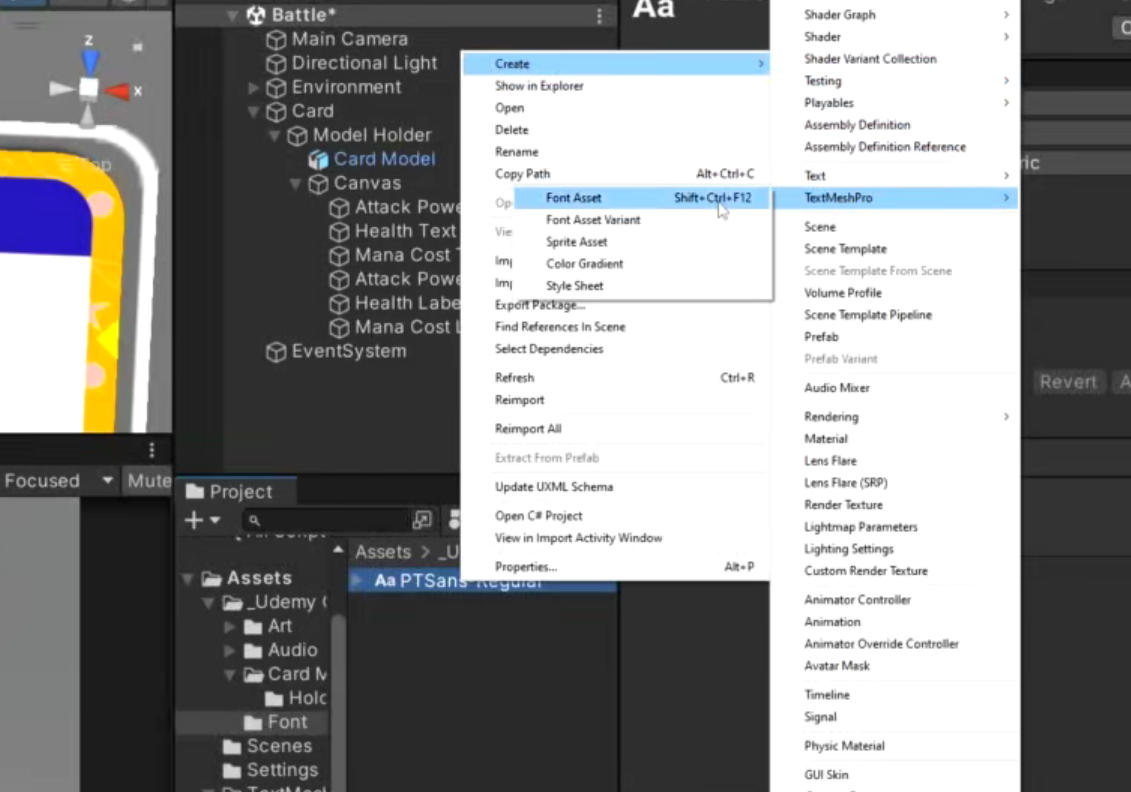 Battle*
Main Camera
Directional Light
Environment
Card
Model Holder
Card Model
Canvas
Attack Powe
Health Text
Mana Cost T
Attack Powe
Health Labe
Mana Cost L
EventSystem
z
x
Top
Focused
Mute
Project
Assets
_Udemy
Art
Audio
Card M
Hold
Font
Scenes
Settings
Assets > _U
Aa PTSans-Regular
Create
Show in Explorer
Open
Delete
Rename
Copy Path Alt+Ctrl+C
Op
Vie
Imp
Imp
Export Package...
Find References In Scene
Select Dependencies
Refresh Ctrl+R
Reimport
Reimport All
Extract From Prefab
Update UXML Schema
Open C# Project
View in Import Activity Window
Properties... Alt+P
Font Asset Shift+Ctrl+F12
Font Asset Variant
Sprite Asset
Color Gradient
Style Sheet
Aa
Shader Graph
Shader
Shader Variant Collection
Testing
Playables
Assembly Definition
Assembly Definition Reference
Text
TextMeshPro
Scene
Scene Template
Scene Template From Scene
Volume Profile
Scene Template Pipeline
Prefab
Prefab Variant
Audio Mixer
Rendering
Material
Lens Flare
Lens Flare (SRP)
Render Texture
Lightmap Parameters
Lighting Settings
Custom Render Texture
Animator Controller
Animation
Animator Override Controller
Avatar Mask
Timeline
Signal
Physic Material
GUI Skin
ric
Revert A